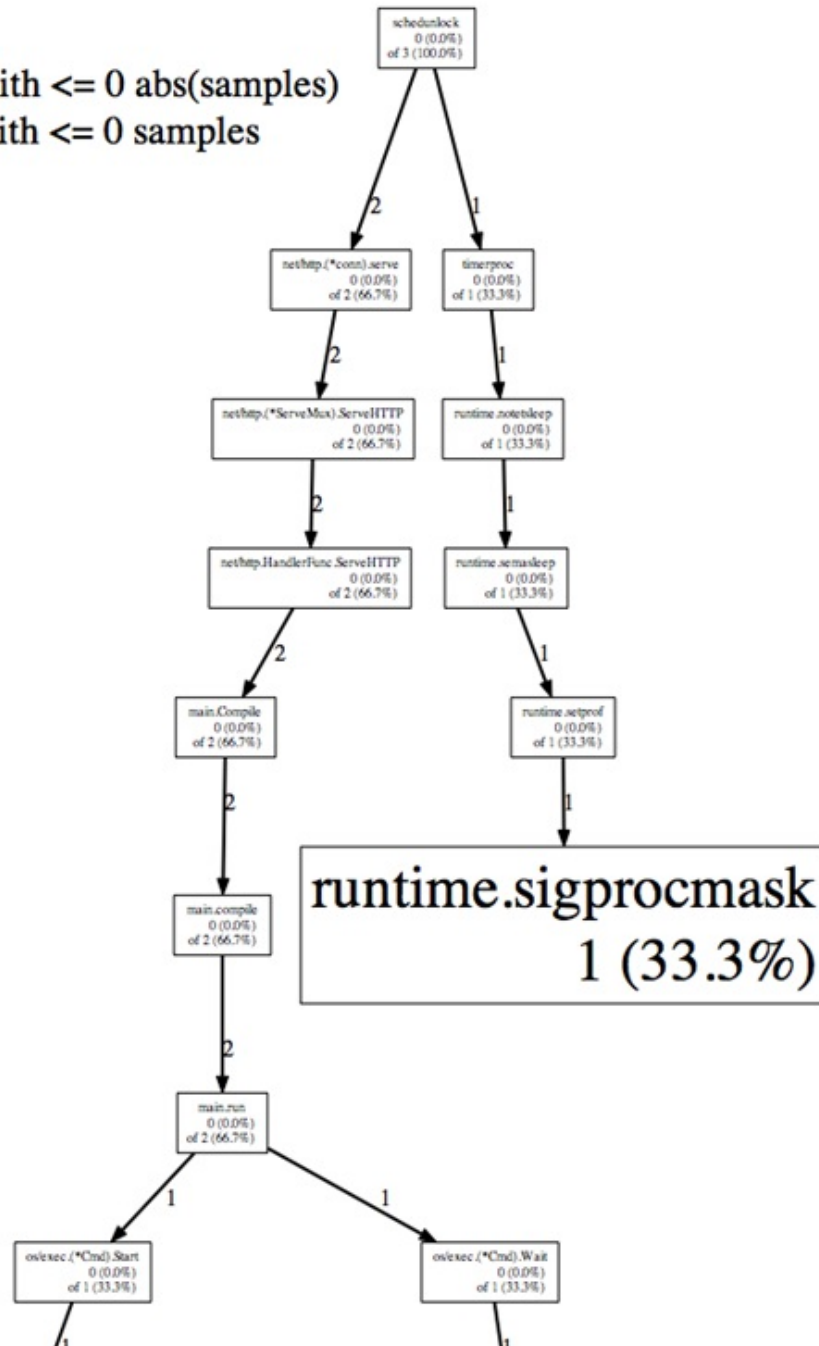 schedunlock
0 (0.0%)
of 3 (100.0%)
ith <= 0 abs(samples)
ith <= 0 samples
2
1
net/http.(*conn).serve
0 (0.0%)
of 2 (66.7%)
timerproc
0 (0.0%)
of 1 (33.3%)
2
1
net/http.(*ServeMux).ServeHTTP
0 (0.0%)
of 2 (66.7%)
runtime.notetsleep
0 (0.0%)
of 1 (33.3%)
2
1
net/http.HandlerFunc.ServeHTTP
0 (0.0%)
of 2 (66.7%)
runtime.semasleep
0 (0.0%)
of 1 (33.3%)
2
1
main.Compile
0 (0.0%)
of 2 (66.7%)
runtime.setprof
0 (0.0%)
of 1 (33.3%)
2
1
runtime.sigprocmask
1 (33.3%)
main.compile
0 (0.0%)
of 2 (66.7%)
2
main.run
0 (0.0%)
of 2 (66.7%)
1
1
os/exec.(*Cmd).Start
0 (0.0%)
of 1 (33.3%)
os/exec.(*Cmd).Wait
0 (0.0%)
of 1 (33.3%)
1
1